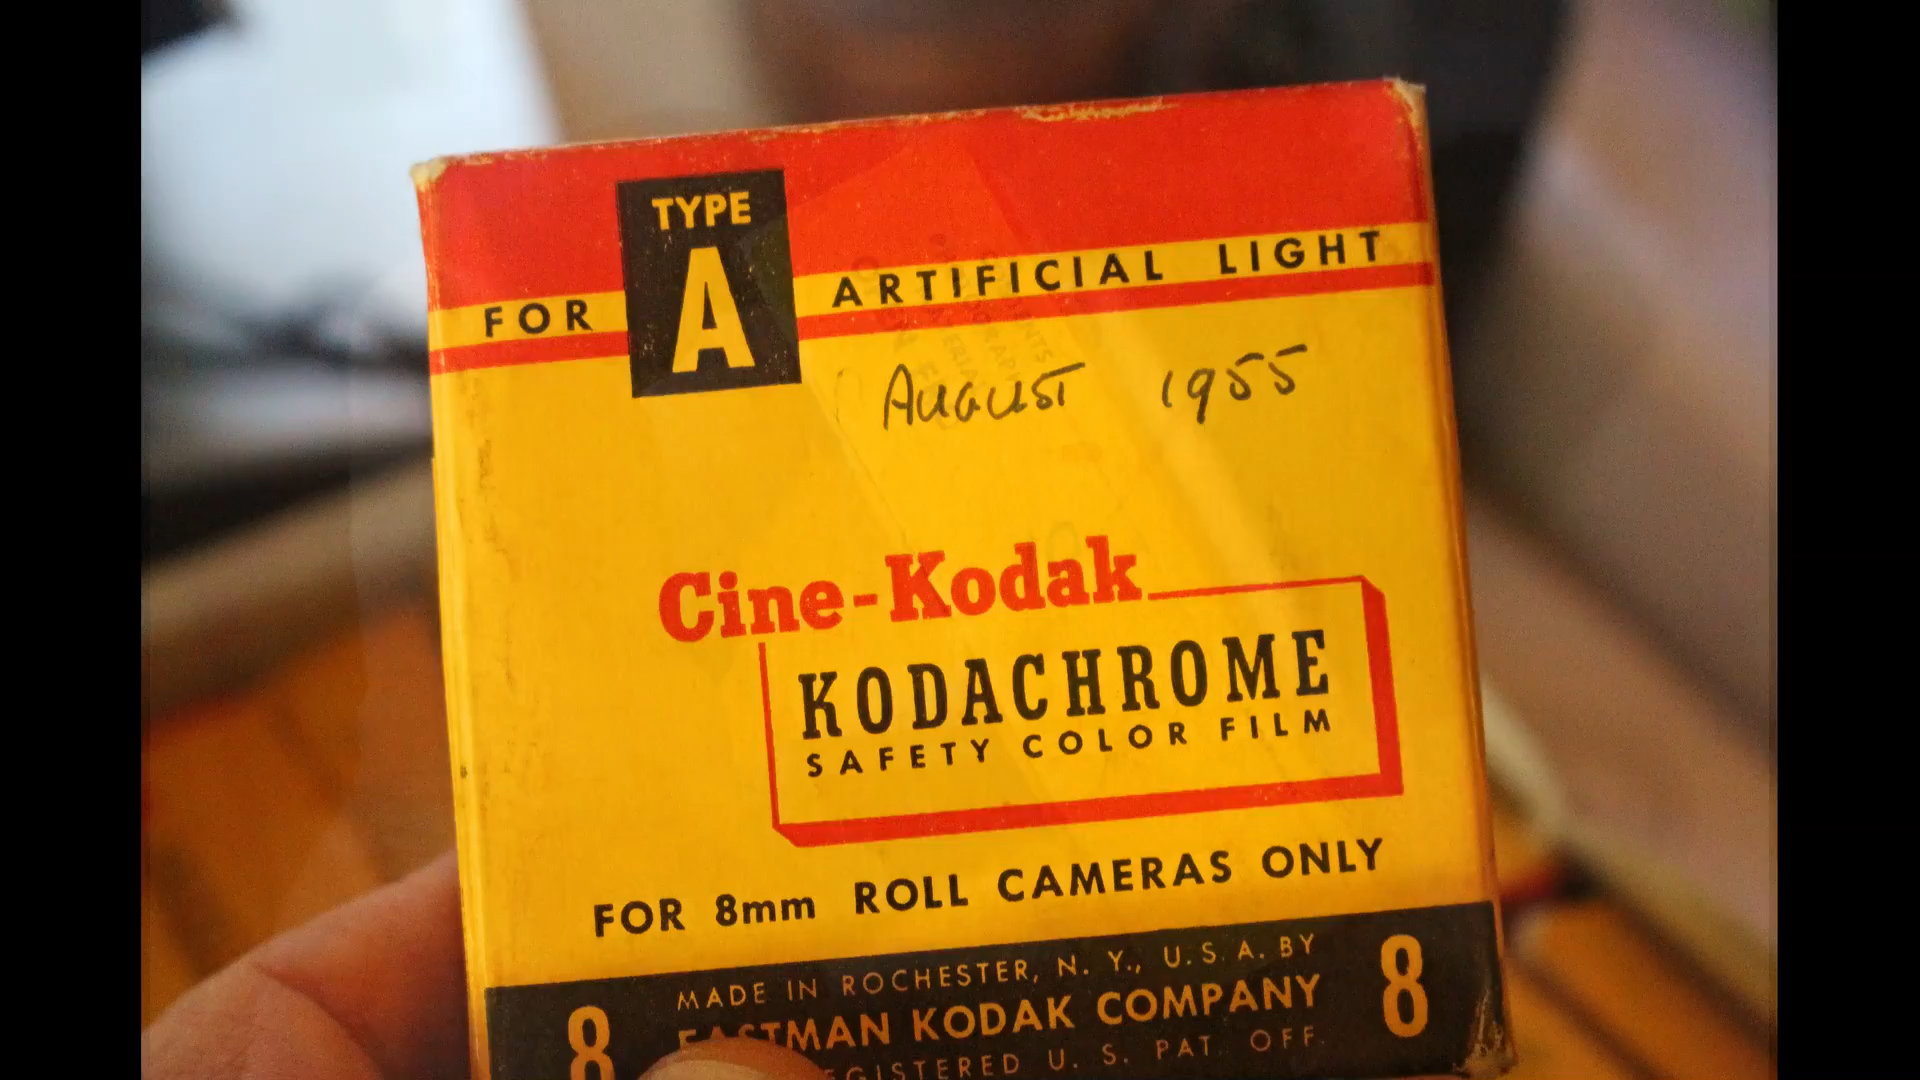 TYPE
A
FOR ARTIFICIAL LIGHT
August 1955
Cine-Kodak
KODACHROME
SAFETY COLOR FILM
FOR 8mm ROLL CAMERAS ONLY
MADE IN ROCHESTER, N. Y., U.S.A. BY
8 EASTMAN KODAK COMPANY 8
U. S. PAT. OFF.